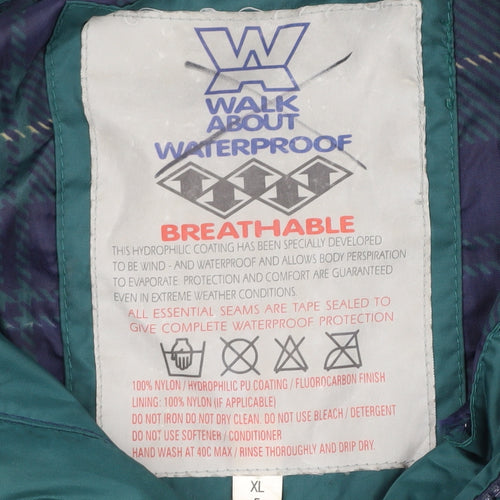 WA
WALK
ABOUT
WATERPROOF
BREATHABLE
THIS HYDROPHILIC COATING HAS BEEN SPECIALLY DEVELOPED
TO BE WIND - AND WATERPROOF AND ALLOWS BODY PERSPIRATION
TO EVAPORATE. PROTECTION AND COMFORT ARE GUARANTEED
EVEN IN EXTREME WEATHER CONDITIONS.
ALL ESSENTIAL SEAMS ARE TAPE SEALED TO
GIVE COMPLETE WATERPROOF PROTECTION
100% NYLON / HYDROPHILIC PU COATING / FLUOROCARBON FINISH
LINING: 100% NYLON (IF APPLICABLE)
DO NOT IRON DO NOT DRY CLEAN. DO NOT USE BLEACH / DETERGENT
DO NOT USE SOFTENER / CONDITIONER
HAND WASH AT 40C MAX / RINSE THOROUGHLY AND DRIP DRY.
XL